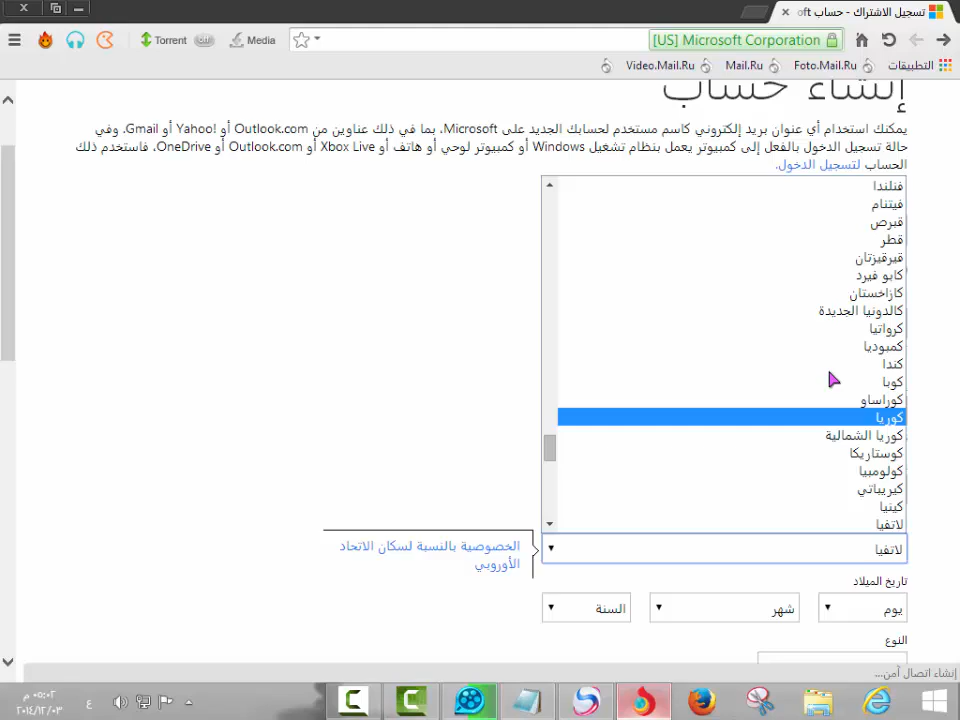 تسجيل الاشتراك - حساب oft
Torrent
Media
[US] Microsoft Corporation
التطبيقات
Foto.Mail.Ru
Mail.Ru
Video.Mail.Ru
إنشاء حساب
يمكنك استخدام أي عنوان بريد إلكتروني كاسم مستخدم لحسابك الجديد على Microsoft، بما في ذلك عناوين من Outlook.com أو Yahoo! أو Gmail. وفي
حالة تسجيل الدخول بالفعل إلى كمبيوتر يعمل بنظام تشغيل Windows أو كمبيوتر لوحي أو هاتف أو Xbox Live أو Outlook.com أو OneDrive، فاستخدم ذلك
الحساب لتسجيل الدخول.
فنلندا
فيتنام
قبرص
قطر
قيرقيزتان
كابو فيرد
كازاخستان
كالدونيا الجديدة
كرواتيا
كمبوديا
كندا
كوبا
كوراساو
كوريا
كوريا الشمالية
كوستاريكا
كولومبيا
كيريباتي
كينيا
لاتفيا
لاتفيا
الخصوصية بالنسبة لسكان الاتحاد
الأوروبي
تاريخ الميلاد
يوم
شهر
السنة
النوع
إنشاء اتصال آمن...
ع
٠٥:٠٢ م
٢٠١٤/١٢/٠٣